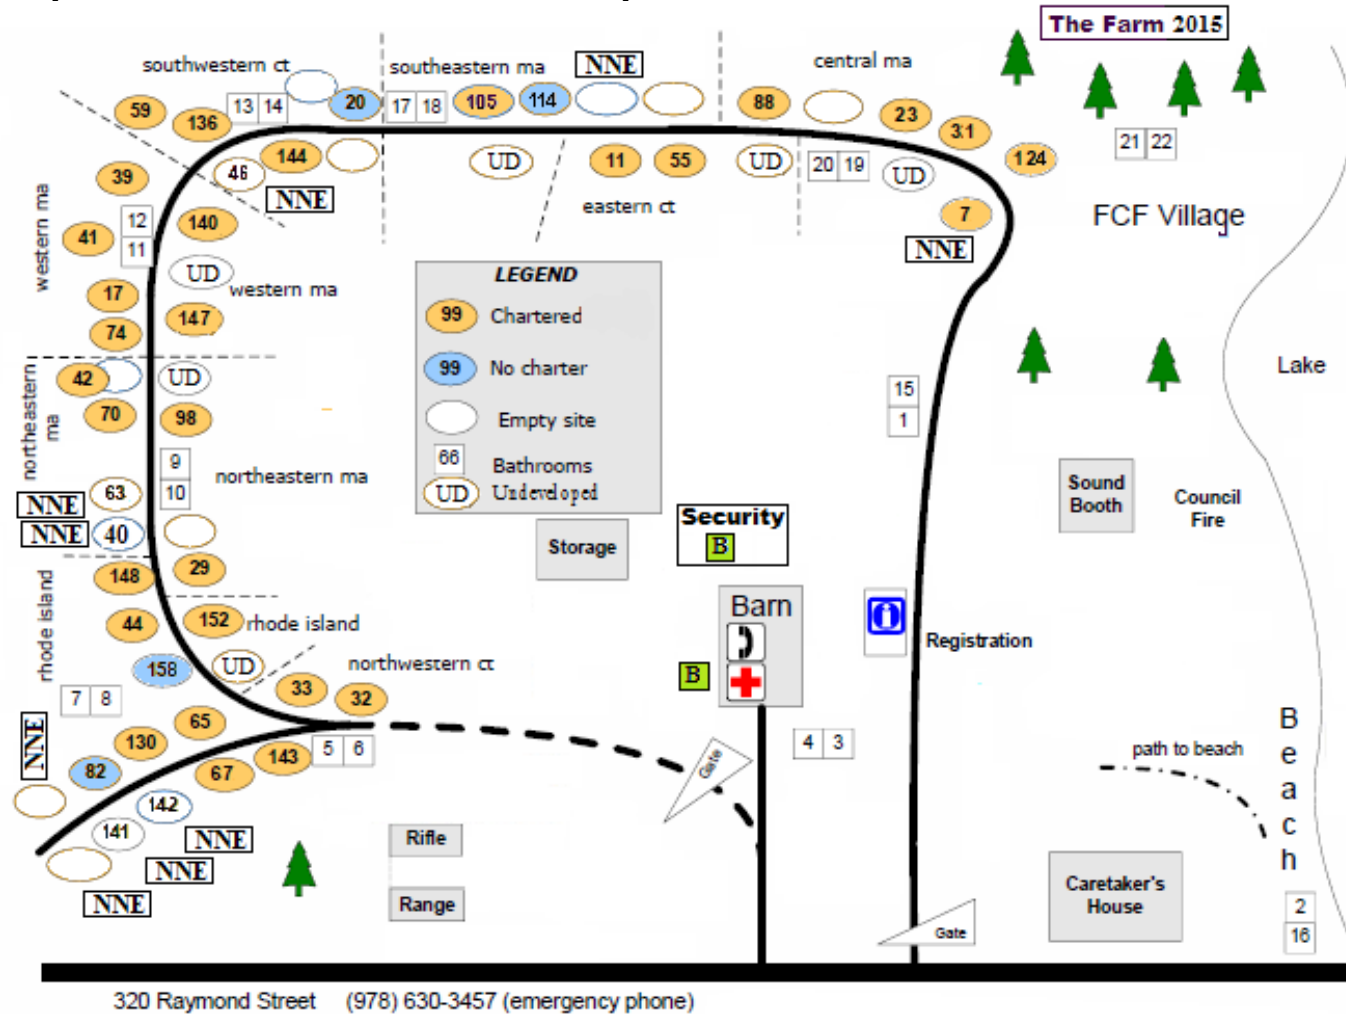 The Farm 2015
southwestern ct
southeastern ma
NNE
central ma
59
136
13 14
20
17 18
105
114
88
23
31
124
21 22
39
46
144
UD
11
55
UD
20 19
UD
NNE
western ma
12
11
41
140
eastern ct
7
FCF Village
NNE
UD
western ma
17
147
74
LEGEND
99 Chartered
99 No charter
Empty site
66 Bathrooms
UD Undeveloped
Lake
northeastern
ma
42
UD
70
98
15
1
9
10
northeastern ma
63
NNE
NNE
40
Sound
Booth
Council
Fire
Security
B
Storage
29
148
rhode island
44
152
rhode island
Barn
Registration
158
UD
northwestern ct
B
33
32
7 8
NNE
65
130
143
5 6
82
67
Gate
4 3
path to beach
B
e
a
c
h
142
141
NNE
NNE
NNE
Rifle
Range
Caretaker's
House
Gate
2
16
320 Raymond Street (978) 630-3457 (emergency phone)